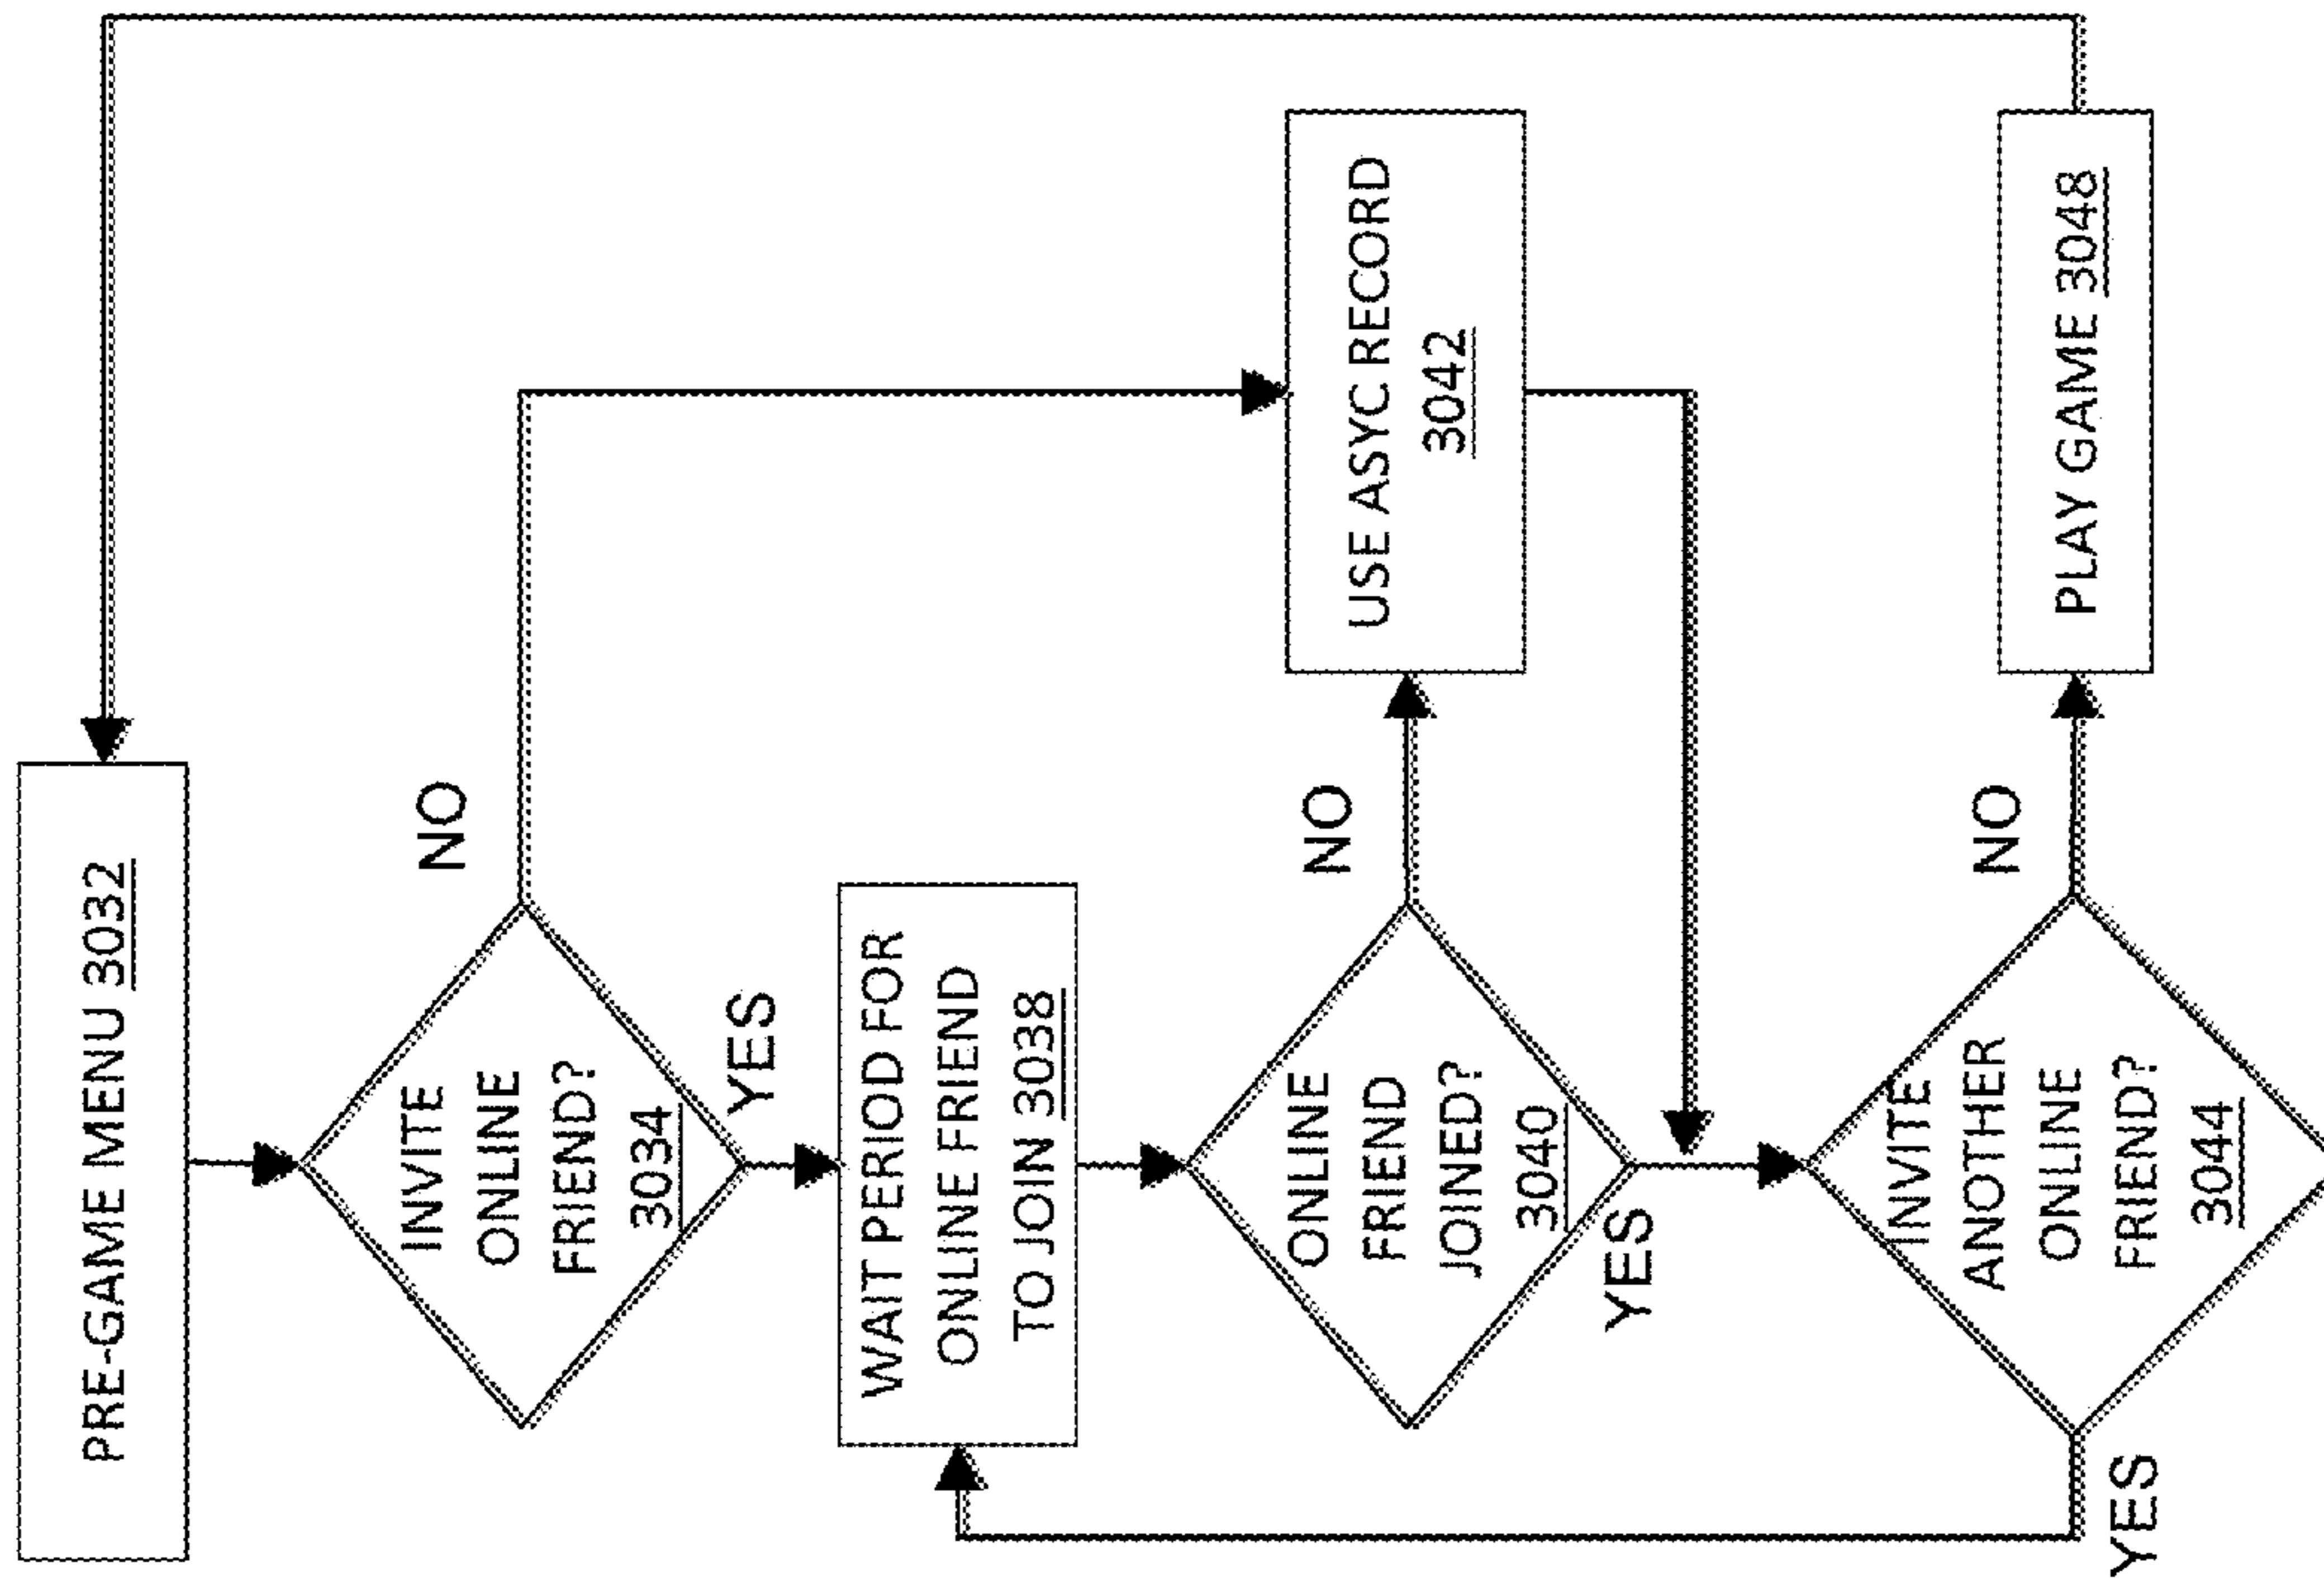 PRE-GAME MENU 3032
INVITE
ONLINE
FRIEND?
3034
NO
YES
WAIT PERIOD FOR
ONLINE FRIEND
TO JOIN 3038
ONLINE
FRIEND
JOINED?
3040
NO
YES
USE ASYC RECORD
3042
INVITE
ANOTHER
ONLINE
FRIEND?
3044
NO
YES
PLAY GAME 3048